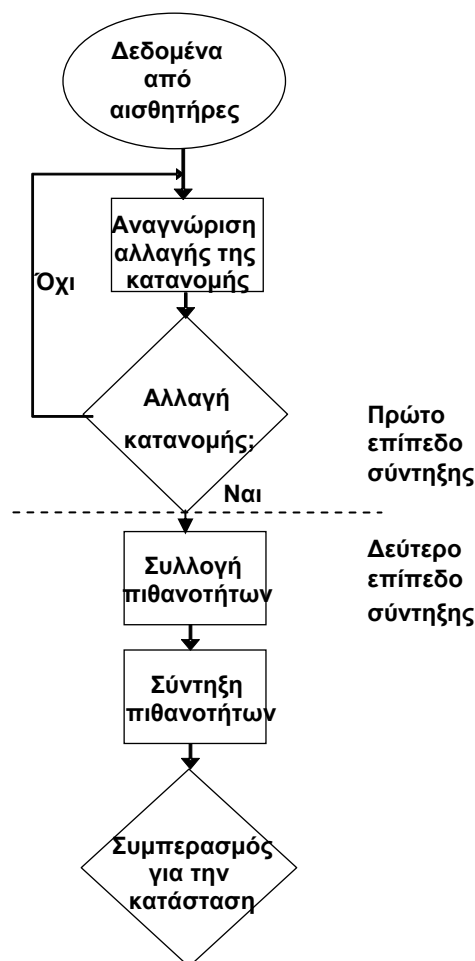 Δεδομένα
από
αισθητήρες
Αναγνώριση
αλλαγής της
κατανομής
Όχι
Αλλαγή
κατανομής;
Ναι
Πρώτο
επίπεδο
σύντηξης
Δεύτερο
επίπεδο
σύντηξης
Συλλογή
πιθανοτήτων
Σύντηξη
πιθανοτήτων
Συμπερασμός
για την
κατάσταση